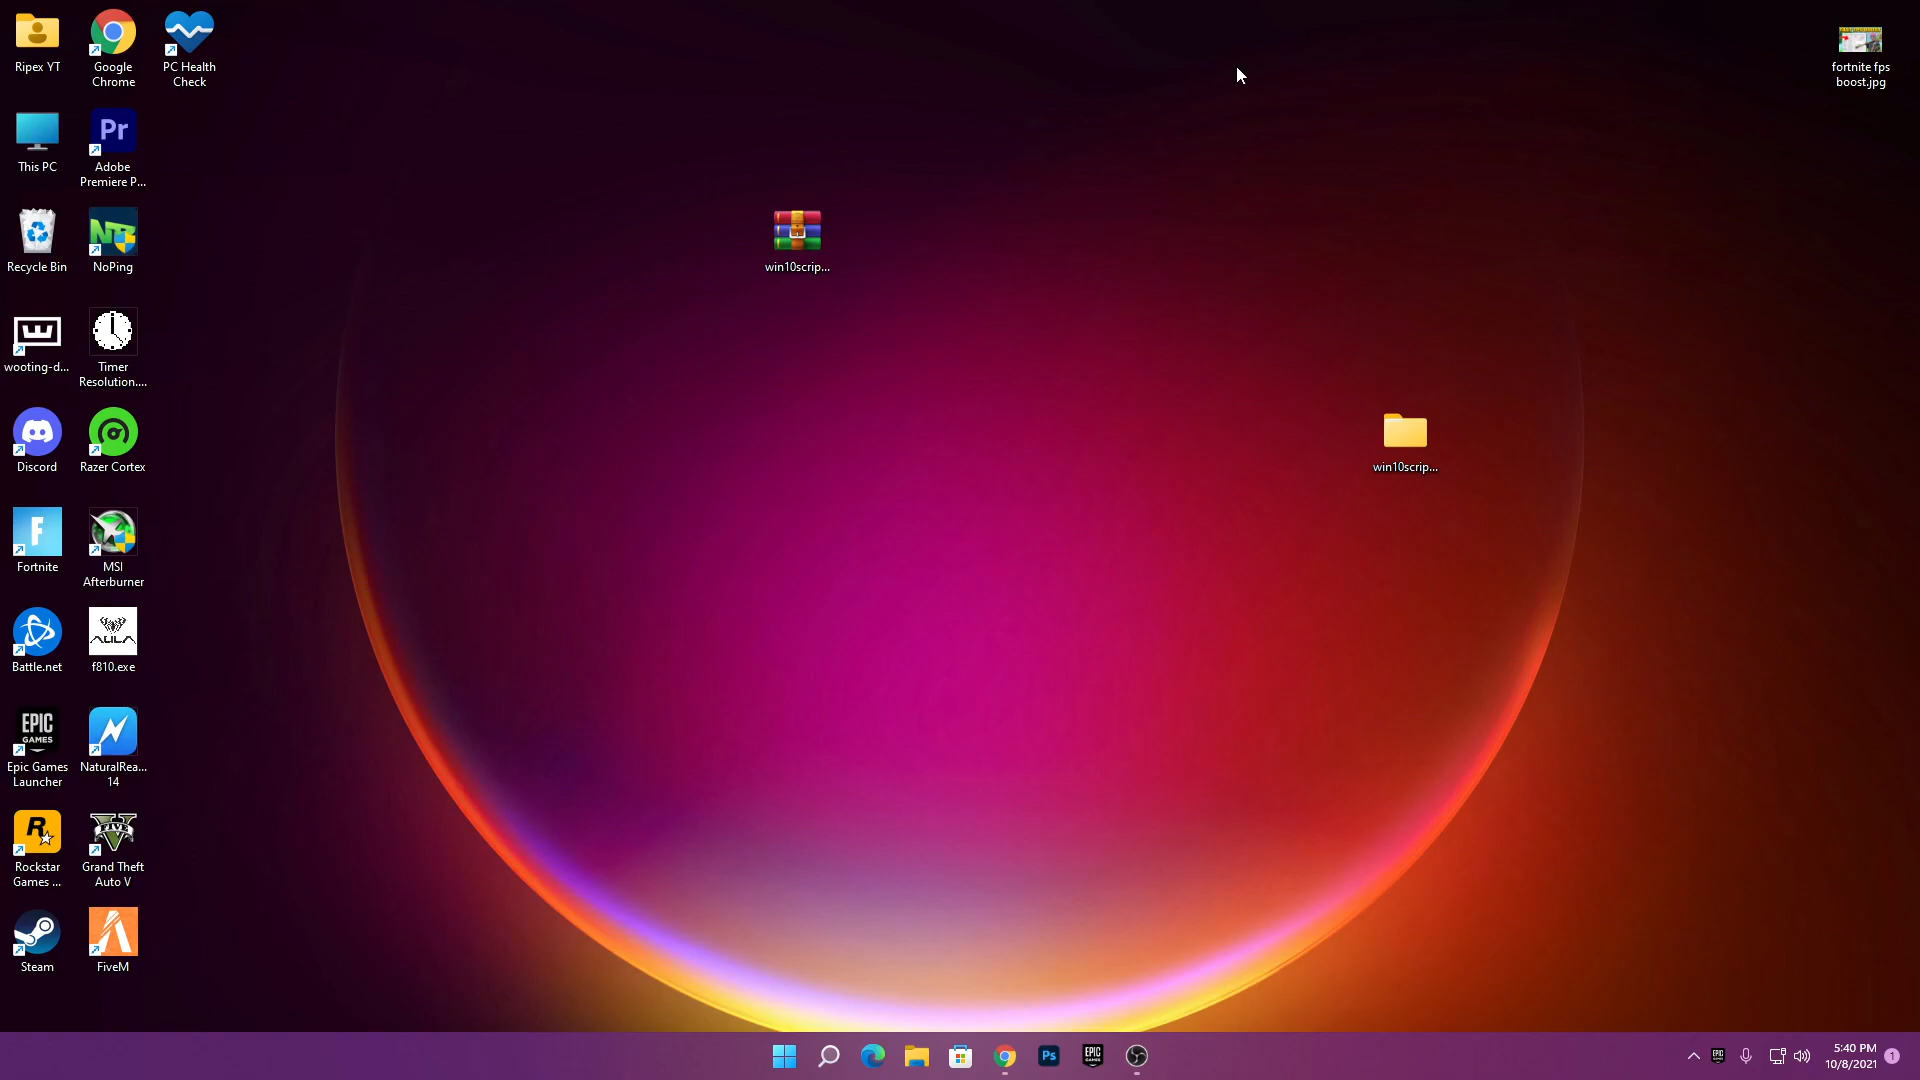 Ripex YT
Google
Chrome
PC Health
Check
fortnite fps
boost.jpg
This PC
Pr
Adobe
Premiere P...
Recycle Bin
NoPing
win10scrip...
wooting-d...
Timer
Resolution....
Discord
Razer Cortex
win10scrip...
F
Fortnite
MSI
Afterburner
Battle.net
AULA
f810.exe
EPIC
GAMES
Epic Games
Launcher
NaturalRea...
14
R
Rockstar
Games ...
FIVE
Grand Theft
Auto V
Steam
FiveM
Ps
EPIC
GAMES
EPIC
5:40 PM
10/8/2021
1